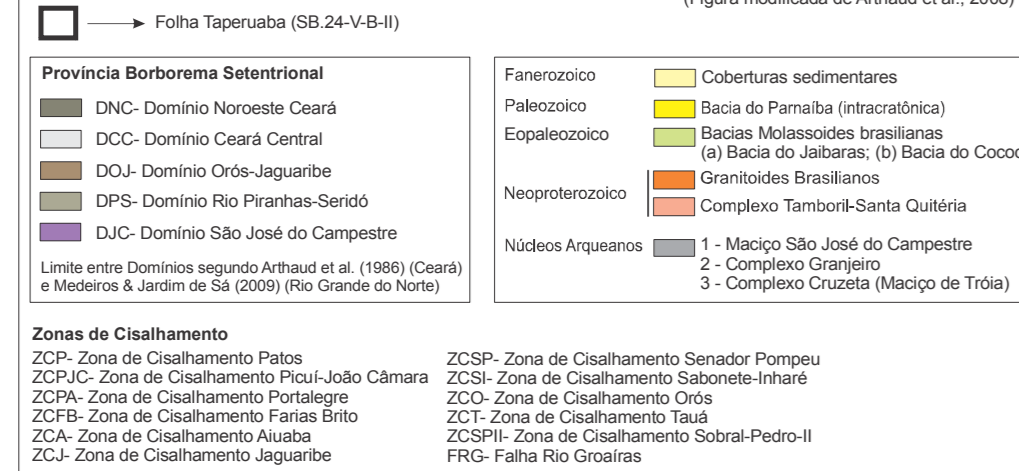 (Figura modificada de Arthaud et al., 2008)
Folha Taperuaba (SB.24-V-B-II)
Província Borborema Setentrional
DNC- Domínio Noroeste Ceará
DCC- Domínio Ceará Central
DOJ- Domínio Orós-Jaguaribe
DPS- Domínio Rio Piranhas-Seridó
DJC- Domínio São José do Campestre
Limite entre Domínios segundo Arthaud et al. (1986) (Ceará)
e Medeiros & Jardim de Sá (2009) (Rio Grande do Norte)
Fanerozoico Coberturas sedimentares
Paleozoico Bacia do Parnaíba (intracratônica)
Eopaleozoico Bacias Molassoides brasilianas
(a) Bacia do Jaibaras; (b) Bacia do
Neoproterozoico
Granitoides Brasilianos
Complexo Tamboril-Santa Quitéria
Núcleos Arqueanos 1 - Maciço São José do Campestre
2 - Complexo Granjeiro
3 - Complexo Cruzeta (Maciço de Tróia)
Zonas de Cisalhamento
ZCP- Zona de Cisalhamento Patos
ZCPJC- Zona de Cisalhamento Picuí-João Câmara
ZCPA- Zona de Cisalhamento Portalegre
ZCFB- Zona de Cisalhamento Farias Brito
ZCA- Zona de Cisalhamento Aiuaba
ZCJ- Zona de Cisalhamento Jaguaribe
ZCSP- Zona de Cisalhamento Senador Pompeu
ZCSI- Zona de Cisalhamento Sabonete-Inharé
ZCO- Zona de Cisalhamento Orós
ZCT- Zona de Cisalhamento Tauá
ZCSPII- Zona de Cisalhamento Sobral-Pedro-II
FRG- Falha Rio Groaíras